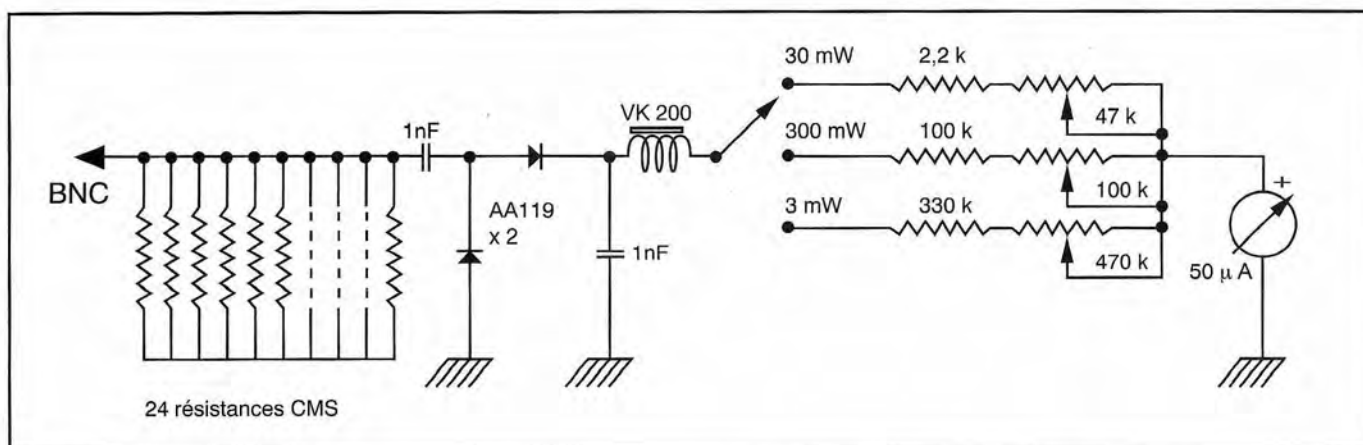 30 mW
2,2 k
VK 200
47 k
1nF
300 mW
100 k
BNC
AA119
x 2
100 k
3 mW
330 k
1nF
470 k
+
50 µ A
24 résistances CMS